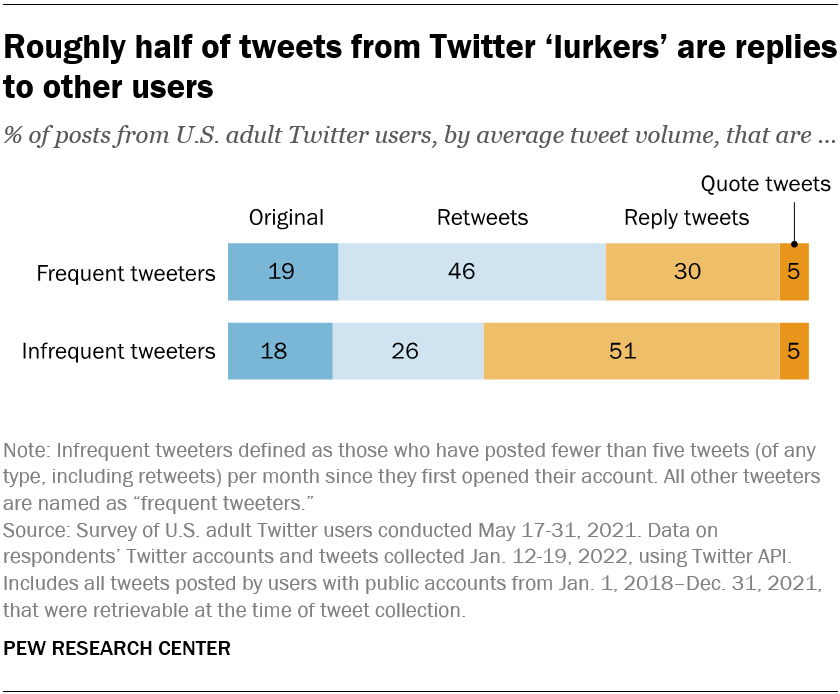 Roughly half of tweets from Twitter ‘lurkers’ are replies
to other users
% of posts from U.S. adult Twitter users, by average tweet volume, that are ...
Quote tweets
Original Retweets Reply tweets
Frequent tweeters 19 46 30 5
Infrequent tweeters 18 26 51 5
Note: Infrequent tweeters defined as those who have posted fewer than five tweets (of any
type, including retweets) per month since they first opened their account. All other tweeters
are named as “frequent tweeters.”
Source: Survey of U.S. adult Twitter users conducted May 17-31, 2021. Data on
respondents’ Twitter accounts and tweets collected Jan. 12-19, 2022, using Twitter API.
Includes all tweets posted by users with public accounts from Jan. 1, 2018–Dec. 31, 2021,
that were retrievable at the time of tweet collection.
PEW RESEARCH CENTER